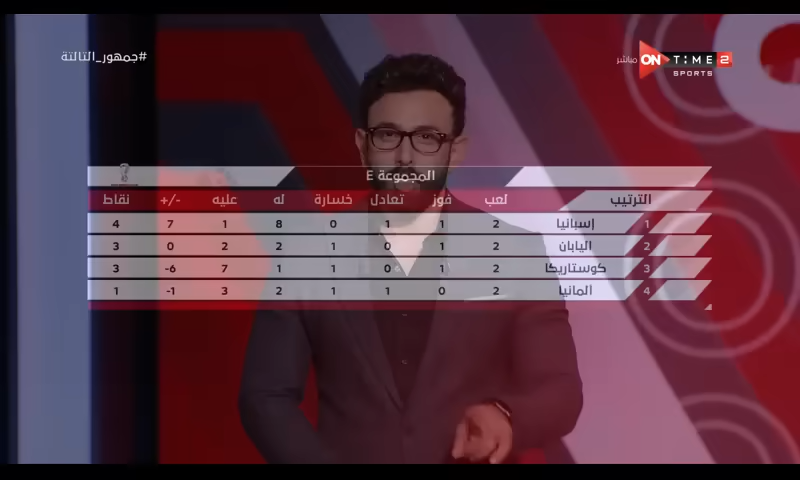 #جمهور_الثالتة
مباشر ON TIME 2
SPORTS
المجموعة E
الترتيب لعب فوز تعادل خسارة له عليه +/- نقاط
1 إسبانيا 2 1 1 0 8 1 7 4
2 اليابان 2 1 0 1 2 2 0 3
3 كوستاريكا 2 1 0 1 1 7 -6 3
4 المانيا 2 0 1 1 2 3 -1 1